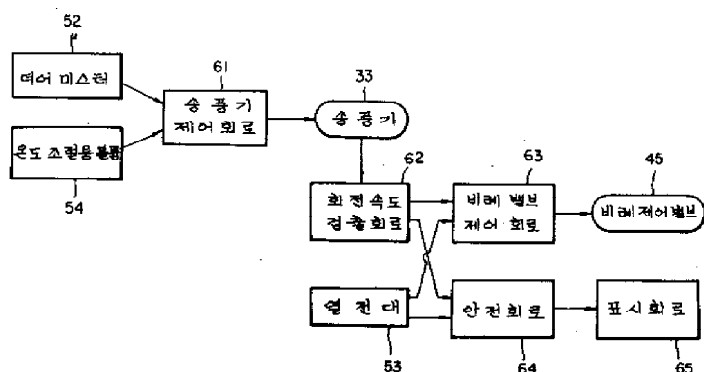 52
떠어미스터
61
송풍기
제어회로
33
송풍기
온도조절용볼륨
54
62
회전속도
검출회로
63
비례밸브
제어회로
45
비례제어밸브
열전대
53
안전회로
64
표시회로
65